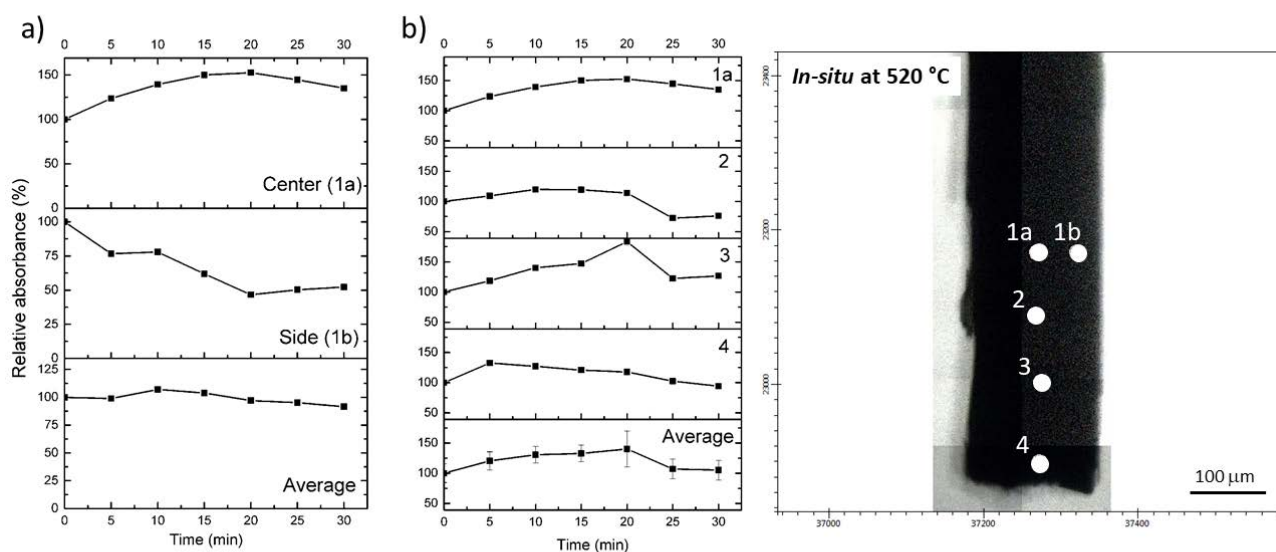 a)
0 5 10 15 20 25 30
150
100
50
0
Center (1a)
100
75
50
25
0
Side (1b)
125
100
75
50
25
0
Average
0 5 10 15 20 25 30
Time (min)
Relative absorbance (%)
b)
0 5 10 15 20 25 30
150
100
50
1a
150
100
50
2
150
100
50
3
150
100
50
4
150
100
50
Average
0 5 10 15 20 25 30
Time (min)
In-situ at 520 °C
23400
23200
23000
1a 1b
2
3
4
100 μm
37000 37200 37400